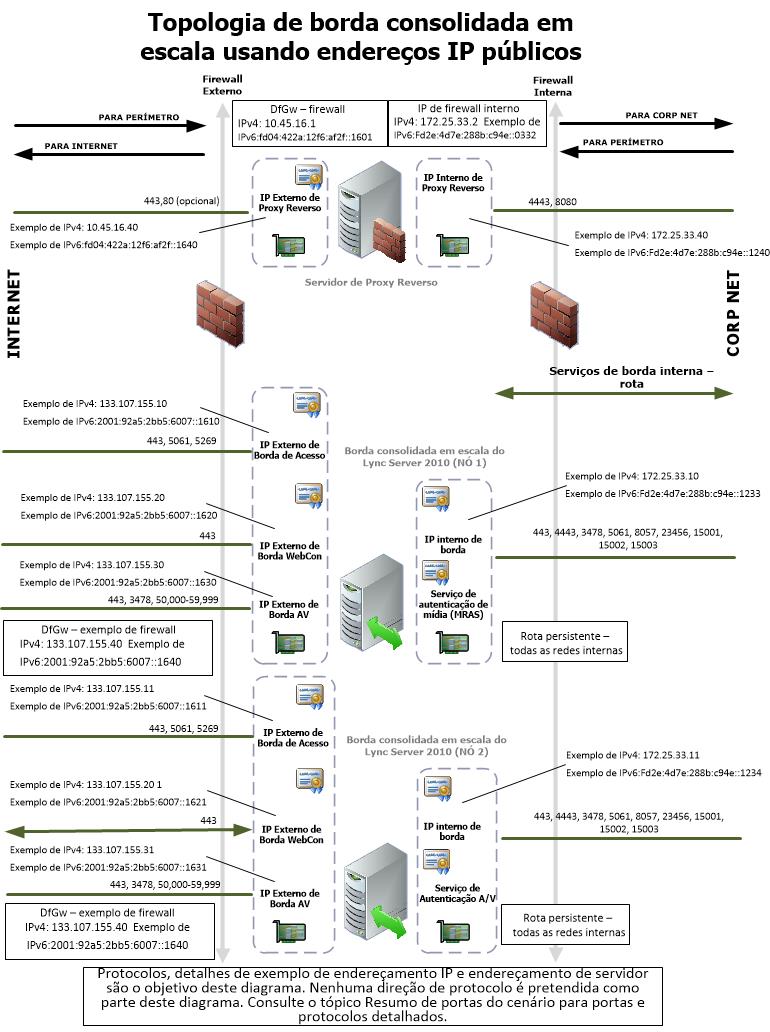 Topologia de borda consolidada em
escala usando endereços IP públicos
Firewall
Externo
Firewall
Interna
DfGw – firewall
IPv4: 10.45.16.1
IPv6:fd04:422a:12f6:af2f::1601
IP de firewall interno
IPv4: 172.25.33.2 Exemplo de
IPv6:Fd2e:4d7e:288b:c94e::0332
PARA PERÍMETRO
PARA INTERNET
PARA CORP NET
PARA PERÍMETRO
443,80 (opcional)
Exemplo de IPv4: 10.45.16.40
Exemplo de IPv6:fd04:422a:12f6:af2f::1640
IP Externo de
Proxy Reverso
IP Interno de
Proxy Reverso
4443, 8080
Exemplo de IPv4: 172.25.33.40
Exemplo de IPv6:Fd2e:4d7e:288b:c94e::1240
Servidor de Proxy Reverso
INTERNET
CORP NET
Serviços de borda interna –
rota
Exemplo de IPv4: 133.107.155.10
Exemplo de IPv6:2001:92a5:2bb5:6007::1610
443, 5061, 5269
IP Externo de
Borda de Acesso
Borda consolidada em escala do
Lync Server 2010 (NÓ 1)
Exemplo de IPv4: 172.25.33.10
Exemplo de IPv6:Fd2e:4d7e:288b:c94e::1233
Exemplo de IPv4: 133.107.155.20
Exemplo de IPv6:2001:92a5:2bb5:6007::1620
443
IP Externo de
Borda WebCon
IP interno de
borda
443, 4443, 3478, 5061, 8057, 23456, 15001,
15002, 15003
Exemplo de IPv4: 133.107.155.30
Exemplo de IPv6:2001:92a5:2bb5:6007::1630
443, 3478, 50,000-59,999
IP Externo de
Borda AV
Serviço de
autenticação de
mídia (MRAS)
DfGw – exemplo de firewall
IPv4: 133.107.155.40 Exemplo de
IPv6:2001:92a5:2bb5:6007::1640
Rota persistente –
todas as redes internas
Exemplo de IPv4: 133.107.155.11
Exemplo de IPv6:2001:92a5:2bb5:6007::1611
443, 5061, 5269
IP Externo de
Borda de Acesso
Borda consolidada em escala do
Lync Server 2010 (NÓ 2)
Exemplo de IPv4: 172.25.33.11
Exemplo de IPv6:Fd2e:4d7e:288b:c94e::1234
Exemplo de IPv4: 133.107.155.20 1
Exemplo de IPv6:2001:92a5:2bb5:6007::1621
443
IP Externo de
Borda WebCon
IP interno de
borda
443, 4443, 3478, 5061, 8057, 23456, 15001,
15002, 15003
Exemplo de IPv4: 133.107.155.31
Exemplo de IPv6:2001:92a5:2bb5:6007::1631
443, 3478, 50,000-59,999
IP Externo de
Borda AV
Serviço de
Autenticação A/V
DfGw – exemplo de firewall
IPv4: 133.107.155.40 Exemplo de
IPv6:2001:92a5:2bb5:6007::1640
Rota persistente –
todas as redes internas
Protocolos, detalhes de exemplo de endereçamento IP e endereçamento de servidor
são o objetivo deste diagrama. Nenhuma direção de protocolo é pretendida como
parte deste diagrama. Consulte o tópico Resumo de portas do cenário para portas e
protocolos detalhados.